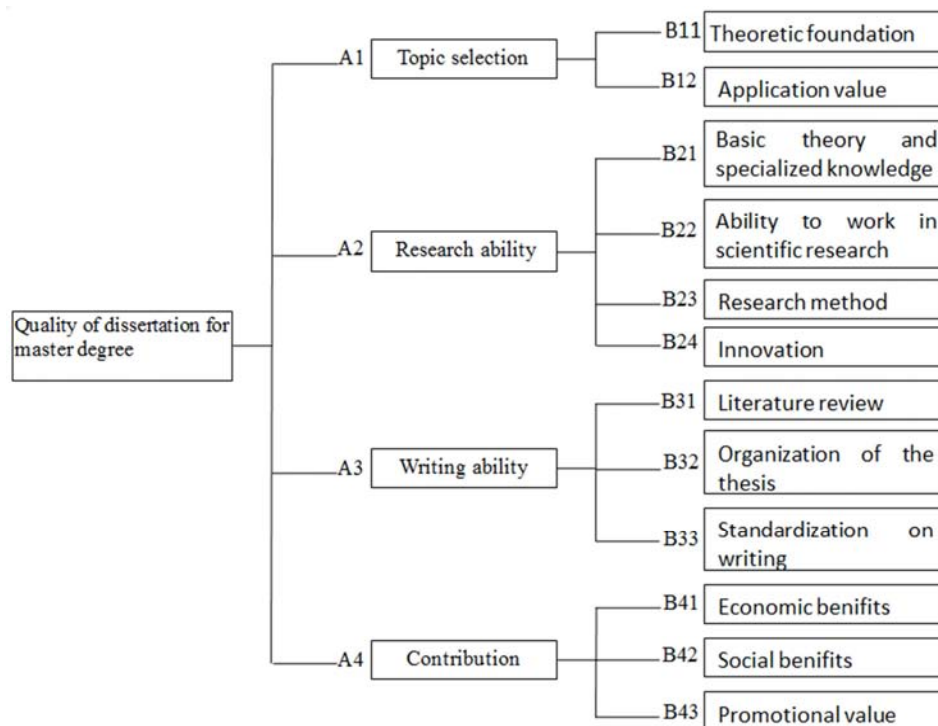 Quality of dissertation for
master degree
A1
Topic selection
B11
Theoretic foundation
B12
Application value
A2
Research ability
B21
Basic theory and
specialized knowledge
B22
Ability to work in
scientific research
B23
Research method
B24
Innovation
A3
Writing ability
B31
Literature review
B32
Organization of the
thesis
B33
Standardization on
writing
A4
Contribution
B41
Economic benifits
B42
Social benifits
B43
Promotional value